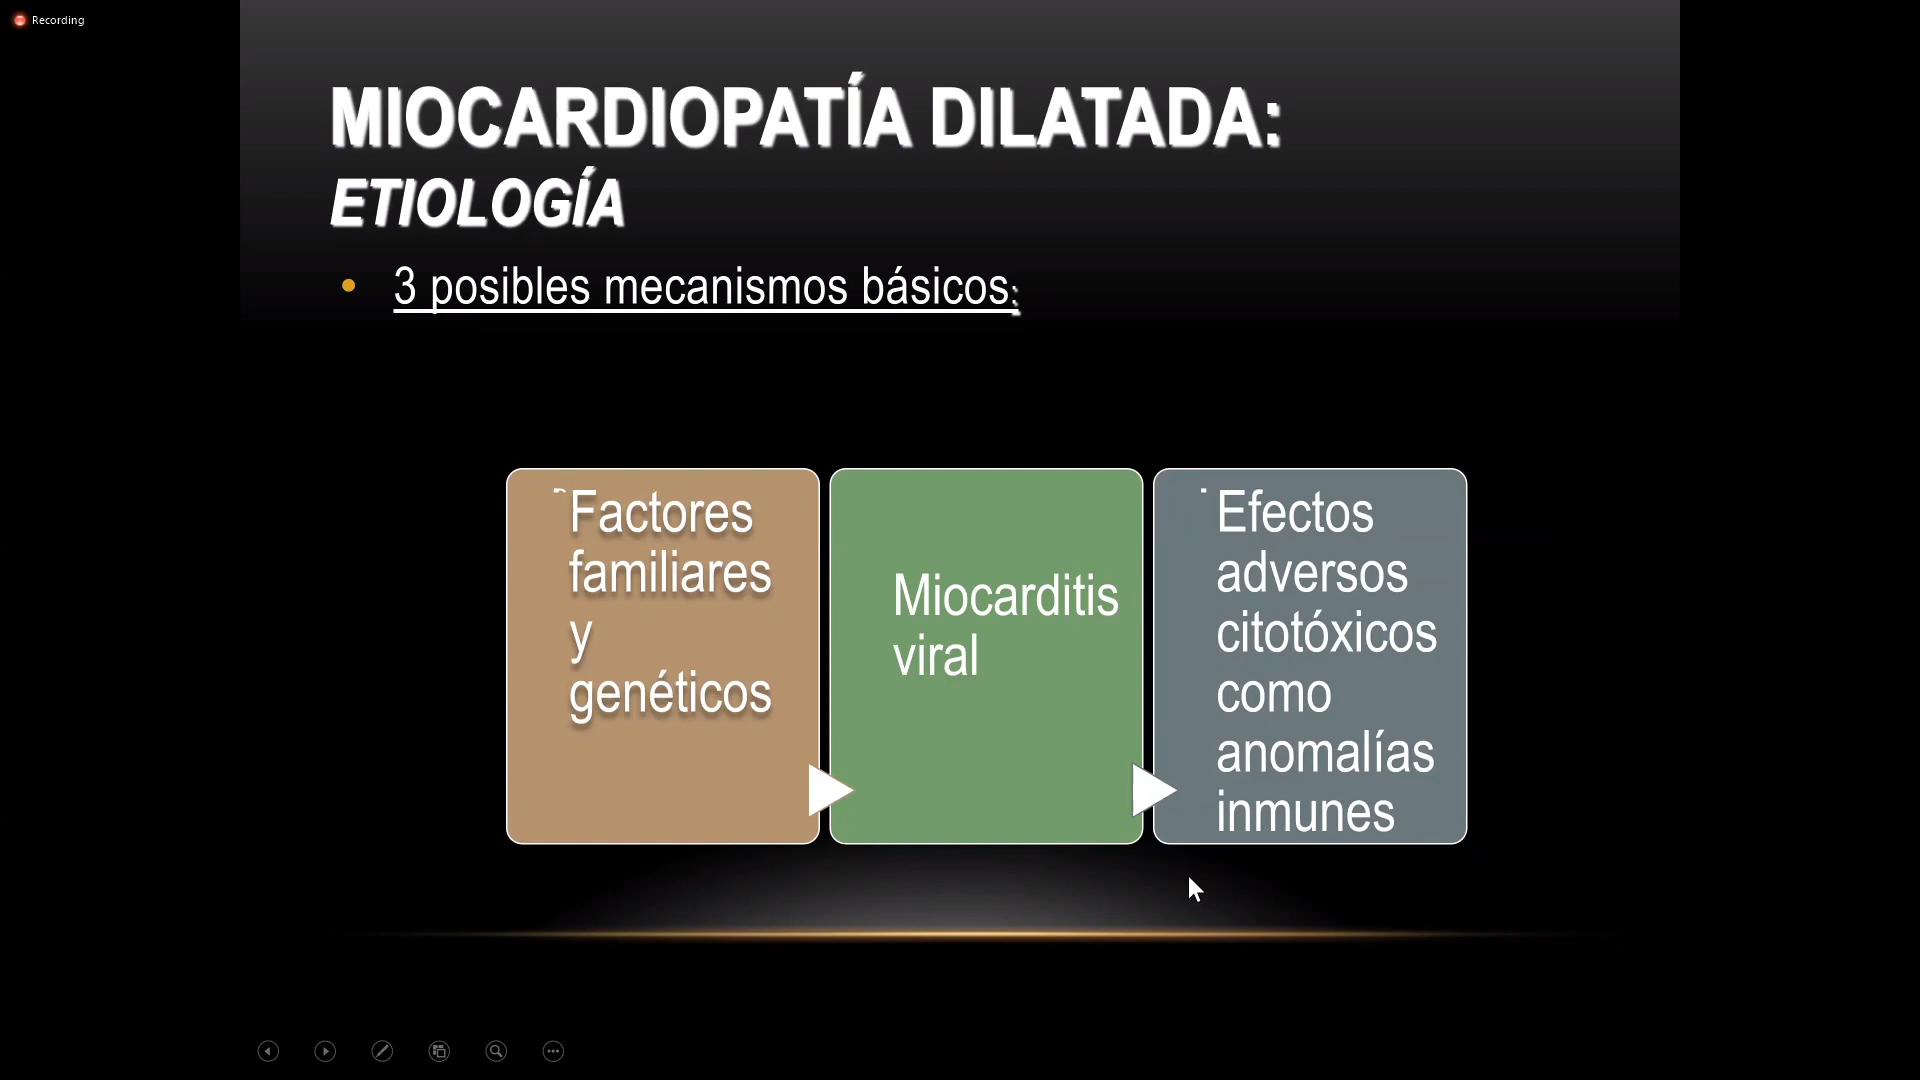 Recording
MIOCARDIOPATÍA DILATADA:
ETIOLOGÍA
• 3 posibles mecanismos básicos:
Factores
familiares
y
genéticos
Miocarditis
viral
Efectos
adversos
citotóxicos
como
anomalías
inmunes